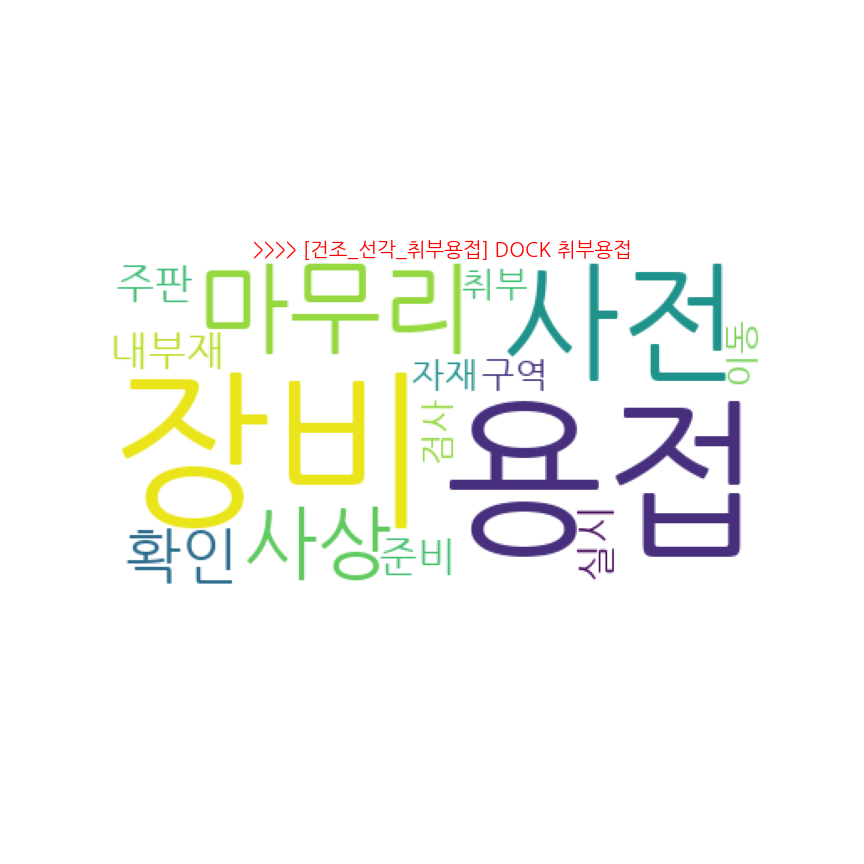 >>>> [건조_선각_취부용접] DOCK 취부용접
주판
마무리
취부
사전
내부재
이동
자재
구역
장비
검사
용접
확인
사상
준비
실시